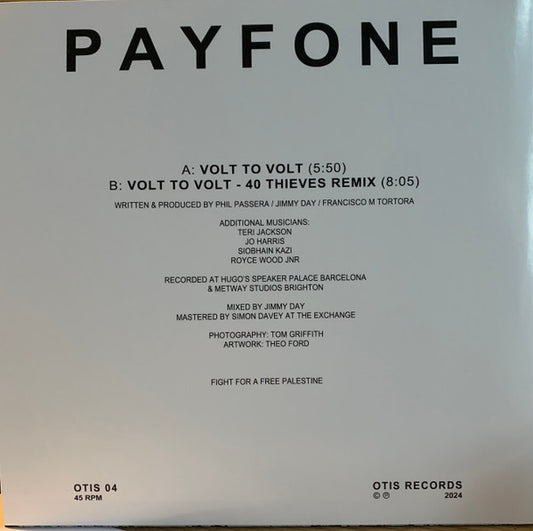 PAYFONE
A: VOLT TO VOLT (5:50)
B: VOLT TO VOLT - 40 THIEVES REMIX (8:05)
WRITTEN & PRODUCED BY PHIL PASSERA / JIMMY DAY / FRANCISCO M TORTORA
ADDITIONAL MUSICIANS:
TERI JACKSON
JO HARRIS
SIOBHAIN KAZI
ROYCE WOOD JNR
RECORDED AT HUGO'S SPEAKER PALACE BARCELONA
& METWAY STUDIOS BRIGHTON
MIXED BY JIMMY DAY
MASTERED BY SIMON DAVEY AT THE EXCHANGE
PHOTOGRAPHY: TOM GRIFFITH
ARTWORK: THEO FORD
FIGHT FOR A FREE PALESTINE
OTIS 04
45 RPM
OTIS RECORDS
© ℗ 2024